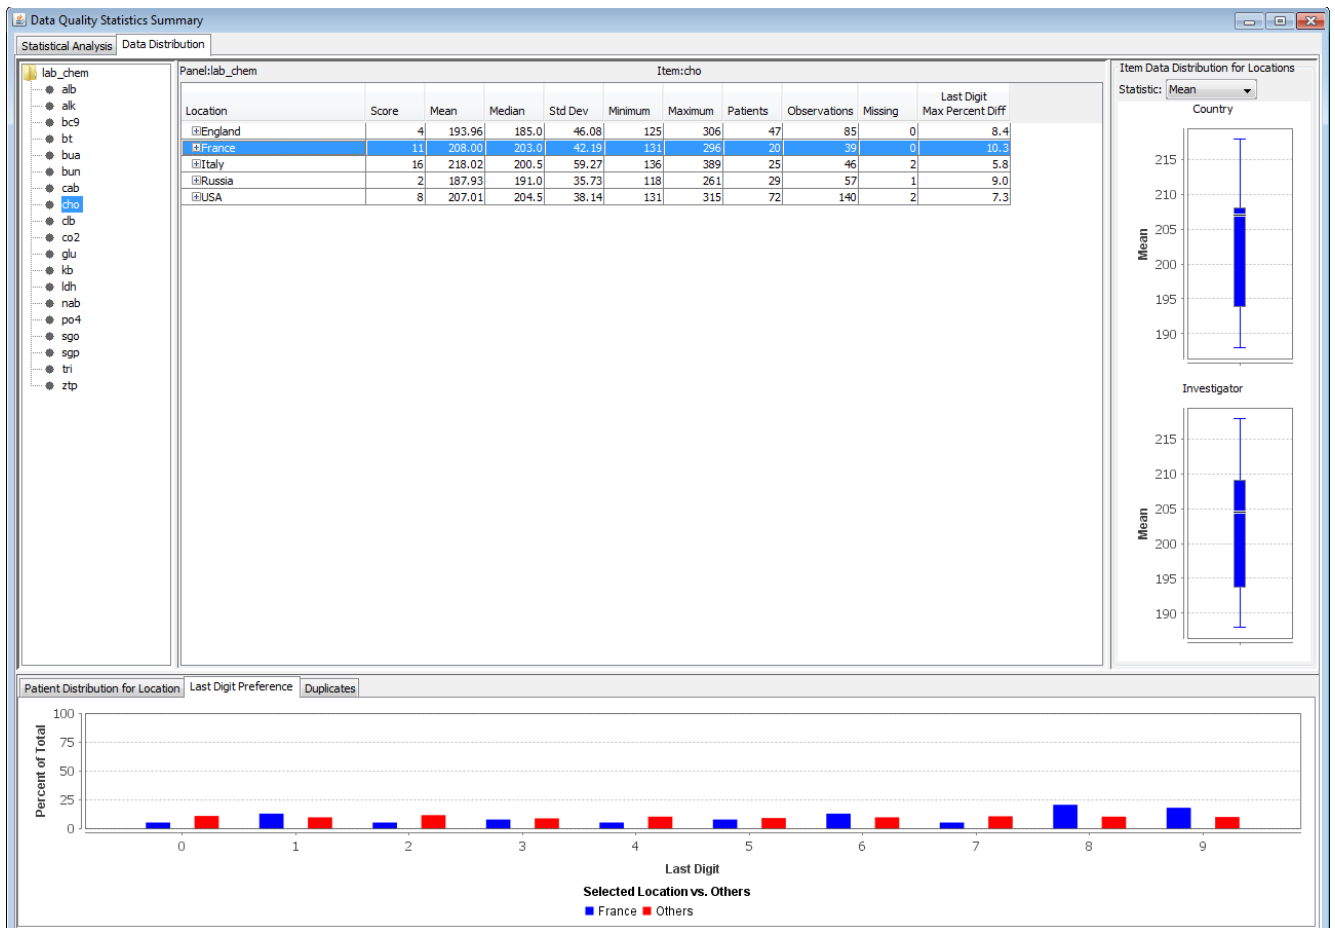 Data Quality Statistics Summary
Statistical Analysis Data Distribution
lab_chem
alb
alk
bc9
bt
bua
bun
cab
cho
clb
co2
glu
kb
ldh
nab
po4
sgo
sgp
tri
ztp
Panel:lab_chem Item:cho
Location Score Mean Median Std Dev Minimum Maximum Patients Observations Missing Last Digit Max Percent Diff
England 4 193.96 185.0 46.08 125 306 47 85 0 8.4
France 11 208.00 203.0 42.19 131 296 20 39 0 10.3
Italy 16 218.02 200.5 59.27 136 389 25 46 2 5.8
Russia 2 187.93 191.0 35.73 118 261 29 57 1 9.0
USA 8 207.01 204.5 38.14 131 315 72 140 2 7.3
Item Data Distribution for Locations
Statistic: Mean
Country
Mean
215
210
205
200
195
190
Investigator
Mean
215
210
205
200
195
190
Patient Distribution for Location Last Digit Preference Duplicates
Percent of Total
100
75
50
25
0
0 1 2 3 4 5 6 7 8 9
Last Digit
Selected Location vs. Others
France Others